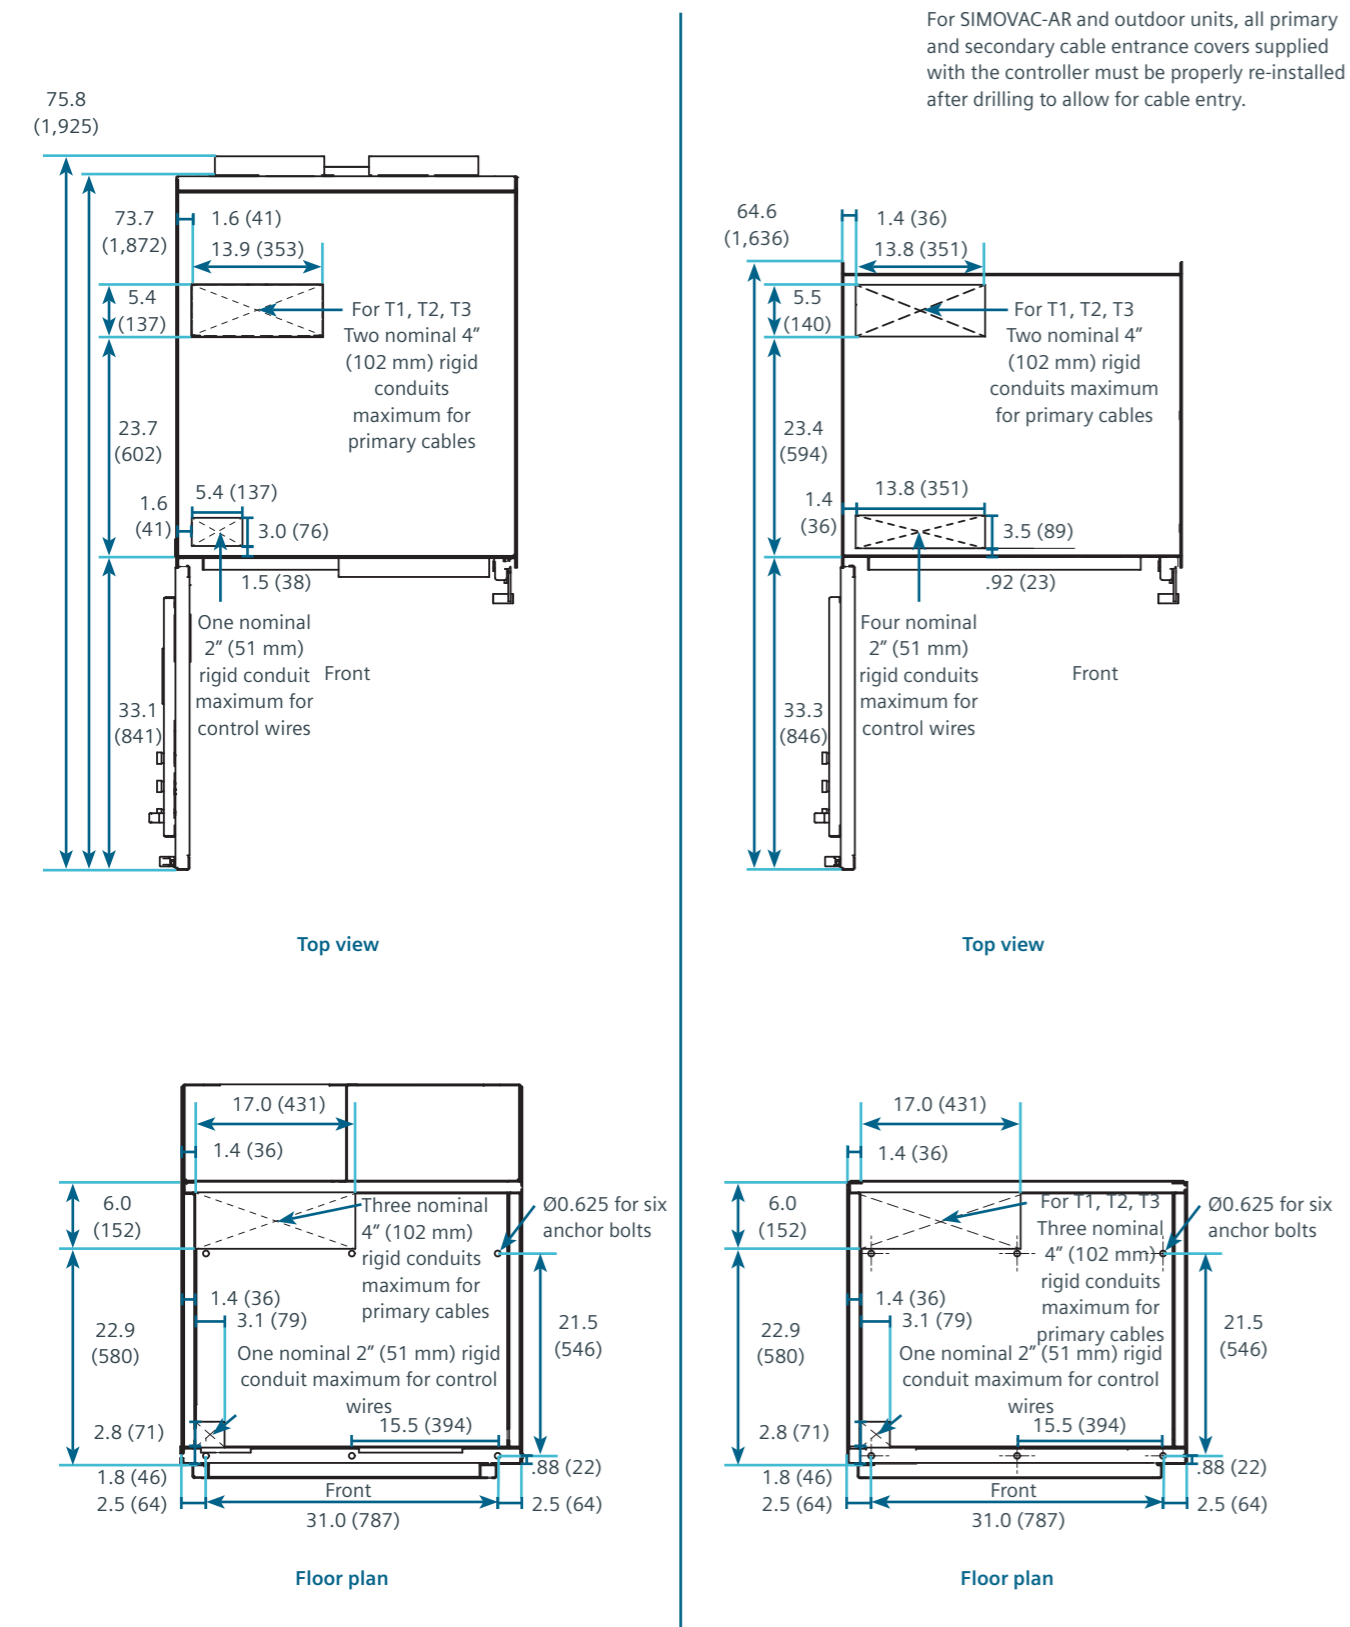 For SIMOVAC-AR and outdoor units, all primary
and secondary cable entrance covers supplied
with the controller must be properly re-installed
after drilling to allow for cable entry.
75.8
(1,925)
73.7
(1,872)
1.6 (41)
13.9 (353)
5.4
(137)
For T1, T2, T3
Two nominal 4”
(102 mm) rigid
conduits
maximum for
primary cables
23.7
(602)
1.6
(41)
5.4 (137)
3.0 (76)
1.5 (38)
One nominal
2” (51 mm)
rigid conduit
maximum for
control wires
Front
33.1
(841)
Top view
64.6
(1,636)
1.4 (36)
13.8 (351)
5.5
(140)
For T1, T2, T3
Two nominal 4”
(102 mm) rigid
conduits maximum
for primary cables
23.4
(594)
1.4
(36)
13.8 (351)
3.5 (89)
.92 (23)
Four nominal
2” (51 mm)
rigid conduits
maximum for
control wires
Front
33.3
(846)
Top view
17.0 (431)
1.4 (36)
6.0
(152)
Three nominal
4” (102 mm)
rigid conduits
maximum for
primary cables
Ø0.625 for six
anchor bolts
1.4 (36)
3.1 (79)
22.9
(580)
21.5
(546)
One nominal 2” (51 mm) rigid
conduit maximum for control
wires
2.8 (71)
15.5 (394)
1.8 (46)
.88 (22)
2.5 (64)
Front
2.5 (64)
31.0 (787)
Floor plan
17.0 (431)
1.4 (36)
6.0
(152)
For T1, T2, T3
Three nominal
4” (102 mm)
rigid conduits
maximum for
primary cables
Ø0.625 for six
anchor bolts
1.4 (36)
3.1 (79)
22.9
(580)
21.5
(546)
One nominal 2” (51 mm) rigid
conduit maximum for control
wires
2.8 (71)
15.5 (394)
1.8 (46)
.88 (22)
2.5 (64)
Front
2.5 (64)
31.0 (787)
Floor plan